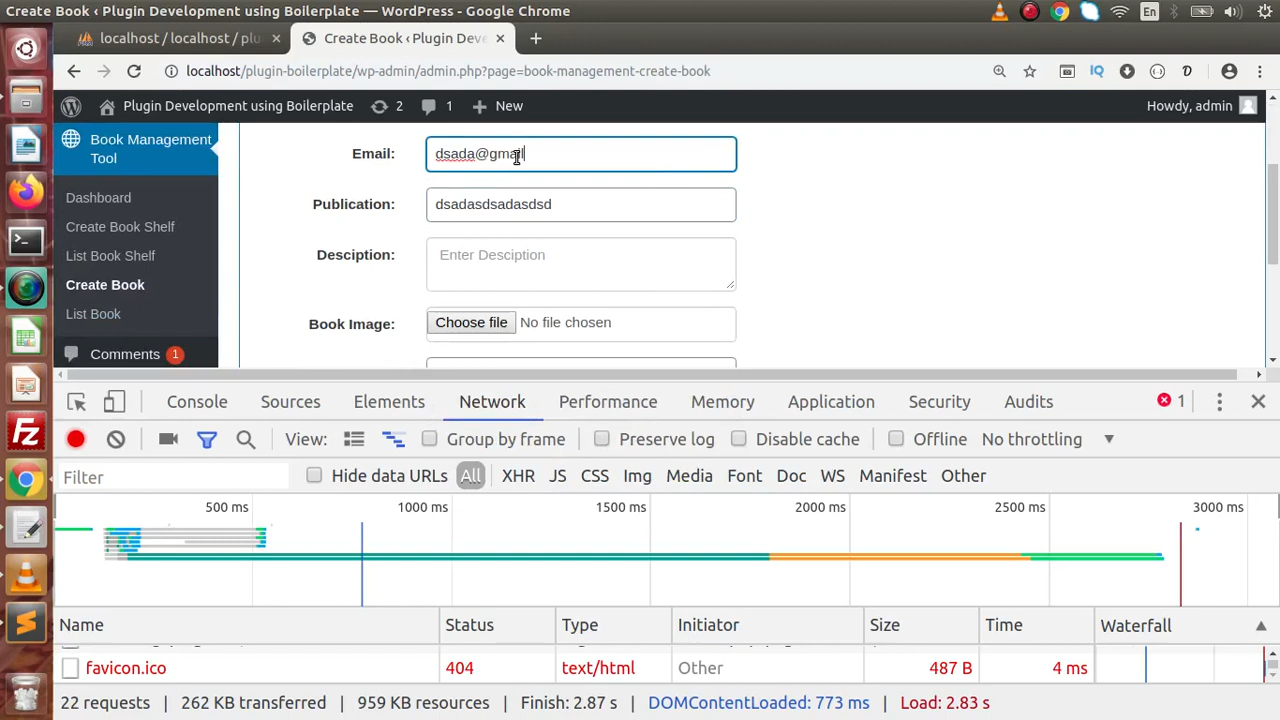 Create Book ‹ Plugin Development using Boilerplate — WordPress - Google Chrome
En
localhost / localhost / plu
Create Book ‹ Plugin Deve
localhost/plugin-boilerplate/wp-admin/admin.php?page=book-management-create-book
IQ
Plugin Development using Boilerplate 2 1 New Howdy, admin
Book Management Tool
Dashboard
Create Book Shelf
List Book Shelf
Create Book
List Book
Comments 1
Email: dsada@gmail
Publication: dsadasdsadasdsd
Desciption: Enter Desciption
Book Image: Choose file No file chosen
Console Sources Elements Network Performance Memory Application Security Audits 1
View: Group by frame Preserve log Disable cache Offline No throttling
Filter Hide data URLs All XHR JS CSS Img Media Font Doc WS Manifest Other
500 ms 1000 ms 1500 ms 2000 ms 2500 ms 3000 ms
Name Status Type Initiator Size Time Waterfall
favicon.ico 404 text/html Other 487 B 4 ms
22 requests 262 KB transferred 959 KB resources Finish: 2.87 s DOMContentLoaded: 773 ms Load: 2.83 s